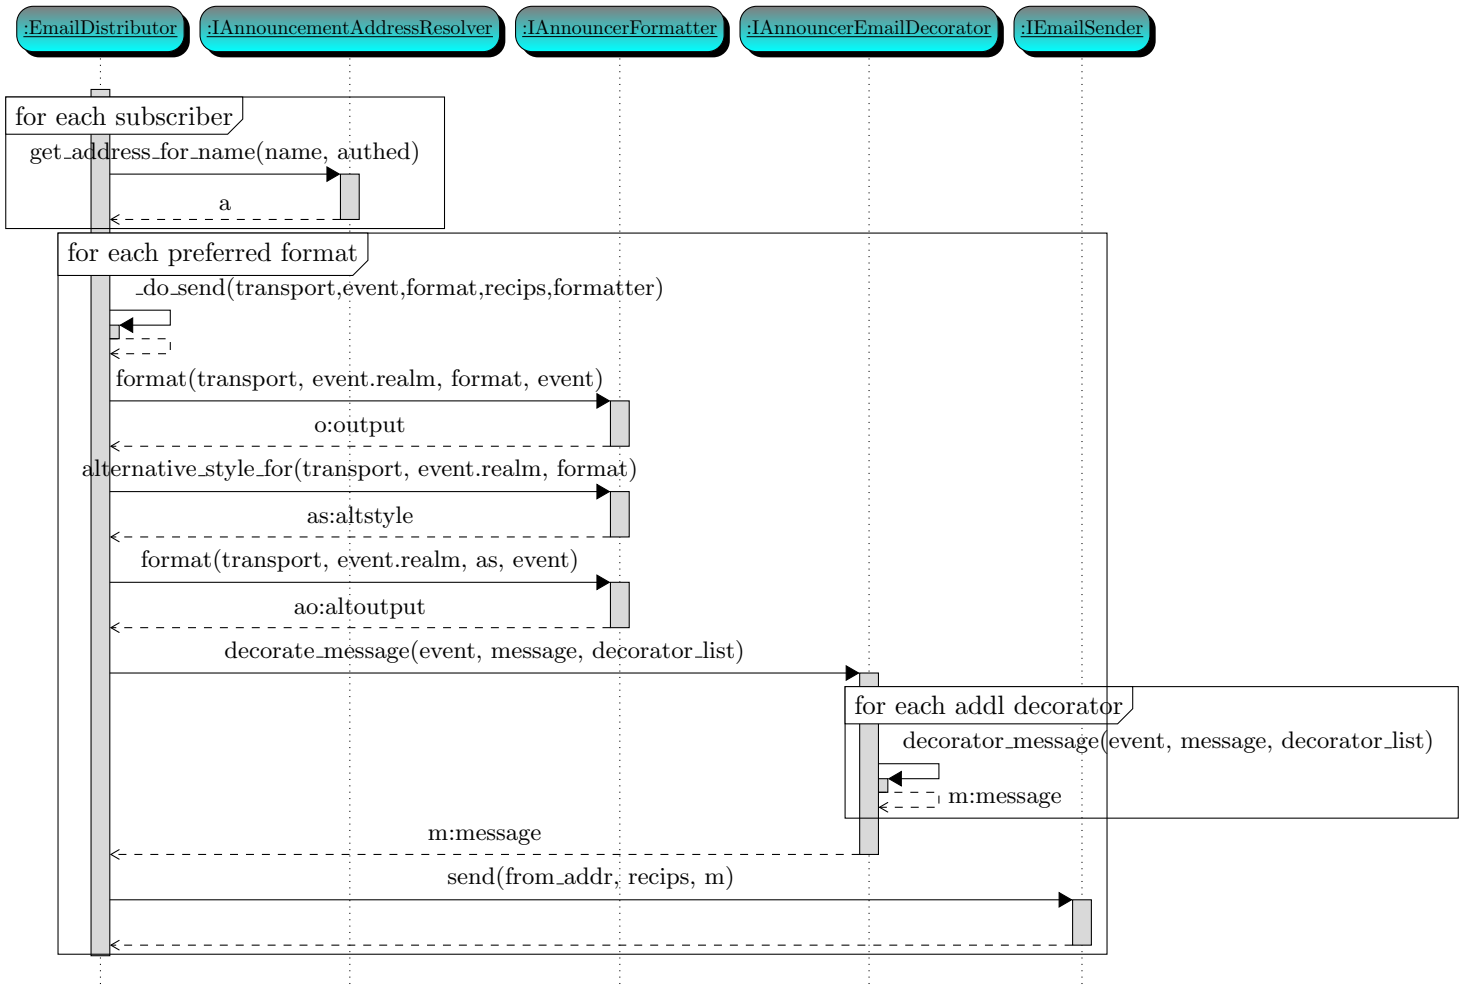 :EmailDistributor
:IAnnouncementAddressResolver
:IAnnouncerFormatter
:IAnnouncerEmailDecorator
:IEmailSender
for each subscriber
get_address_for_name(name, authed)
a
for each preferred format
_do_send(transport,event,format,recips,formatter)
format(transport, event.realm, format, event)
o:output
alternative_style_for(transport, event.realm, format)
as:altstyle
format(transport, event.realm, as, event)
ao:altoutput
decorate_message(event, message, decorator_list)
for each addl decorator
decorator_message(event, message, decorator_list)
m:message
m:message
send(from_addr, recips, m)